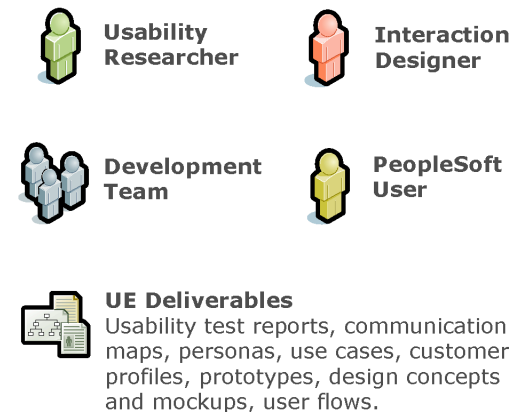 Usability
Researcher
Interaction
Designer
Development
Team
PeopleSoft
User
UE Deliverables
Usability test reports, communication
maps, personas, use cases, customer
profiles, prototypes, design concepts
and mockups, user flows.